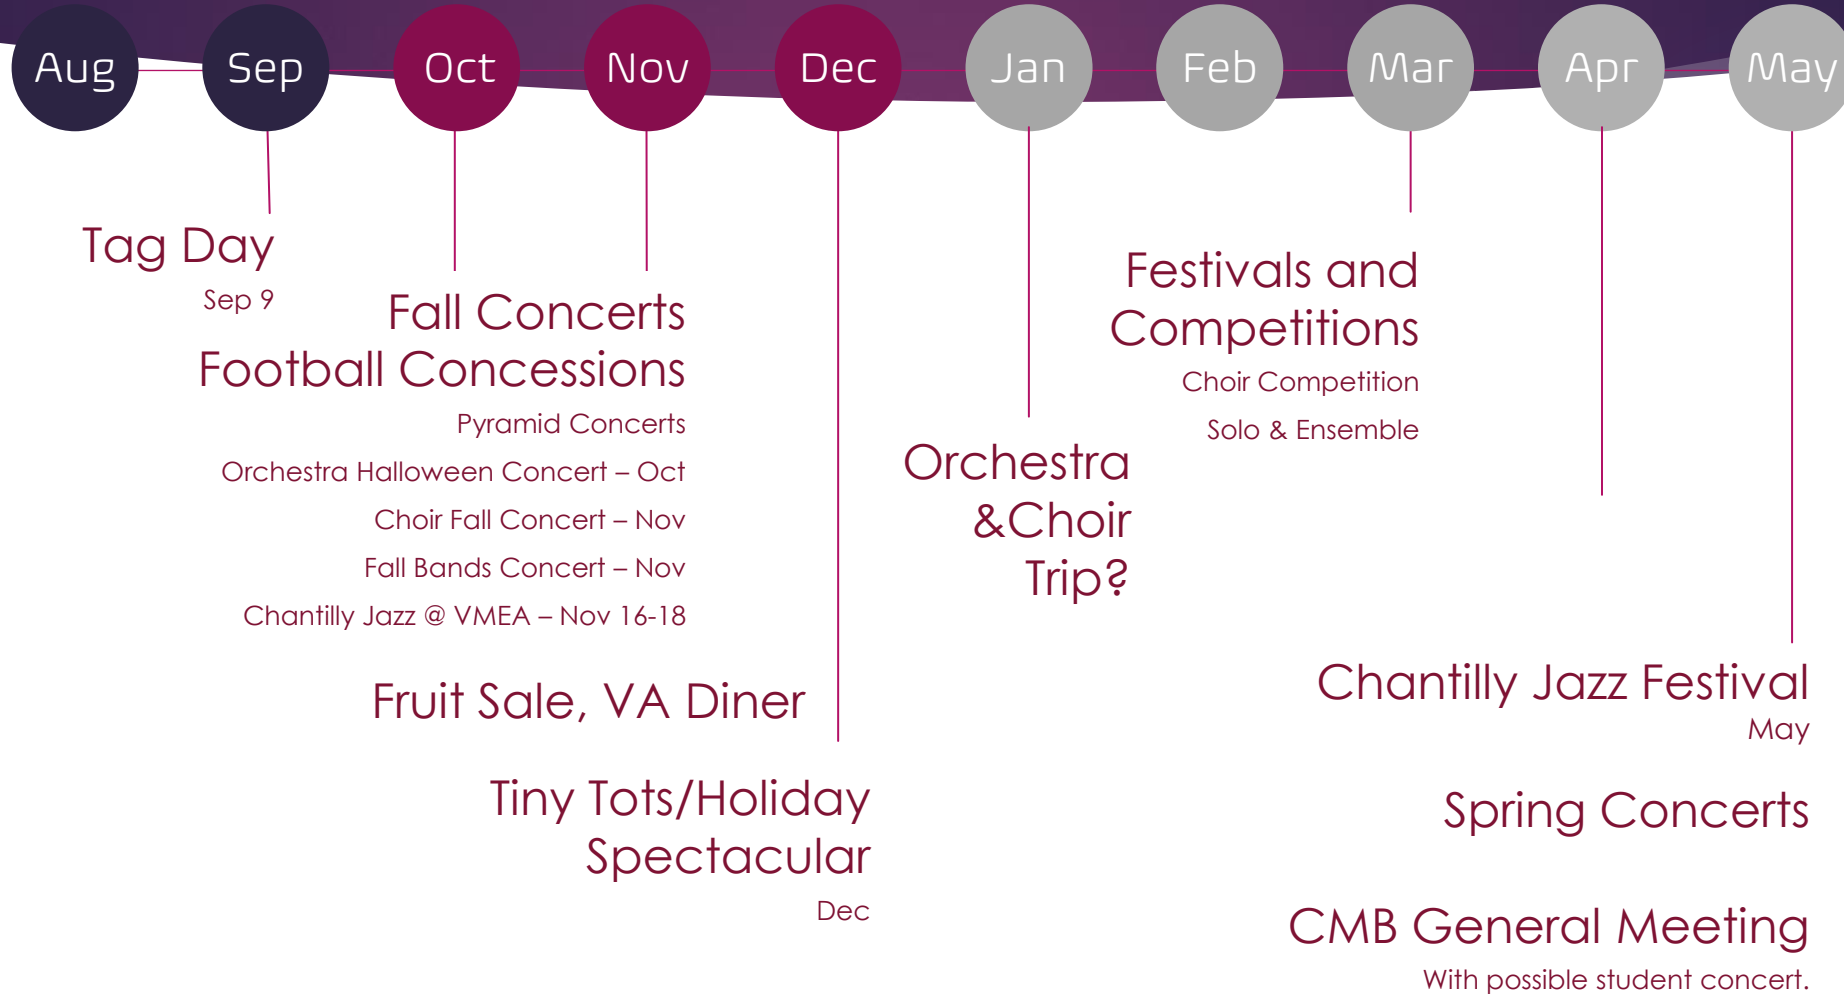 Aug
Sep
Oct
Nov
Dec
Jan
Feb
Mar
Apr
May
Tag Day
Sep 9
Fall Concerts
Football Concessions
Pyramid Concerts
Orchestra Halloween Concert – Oct
Choir Fall Concert – Nov
Fall Bands Concert – Nov
Chantilly Jazz @ VMEA – Nov 16-18
Fruit Sale, VA Diner
Tiny Tots/Holiday
Spectacular
Dec
Orchestra
&Choir
Trip?
Festivals and
Competitions
Choir Competition
Solo & Ensemble
Chantilly Jazz Festival
May
Spring Concerts
CMB General Meeting
With possible student concert.